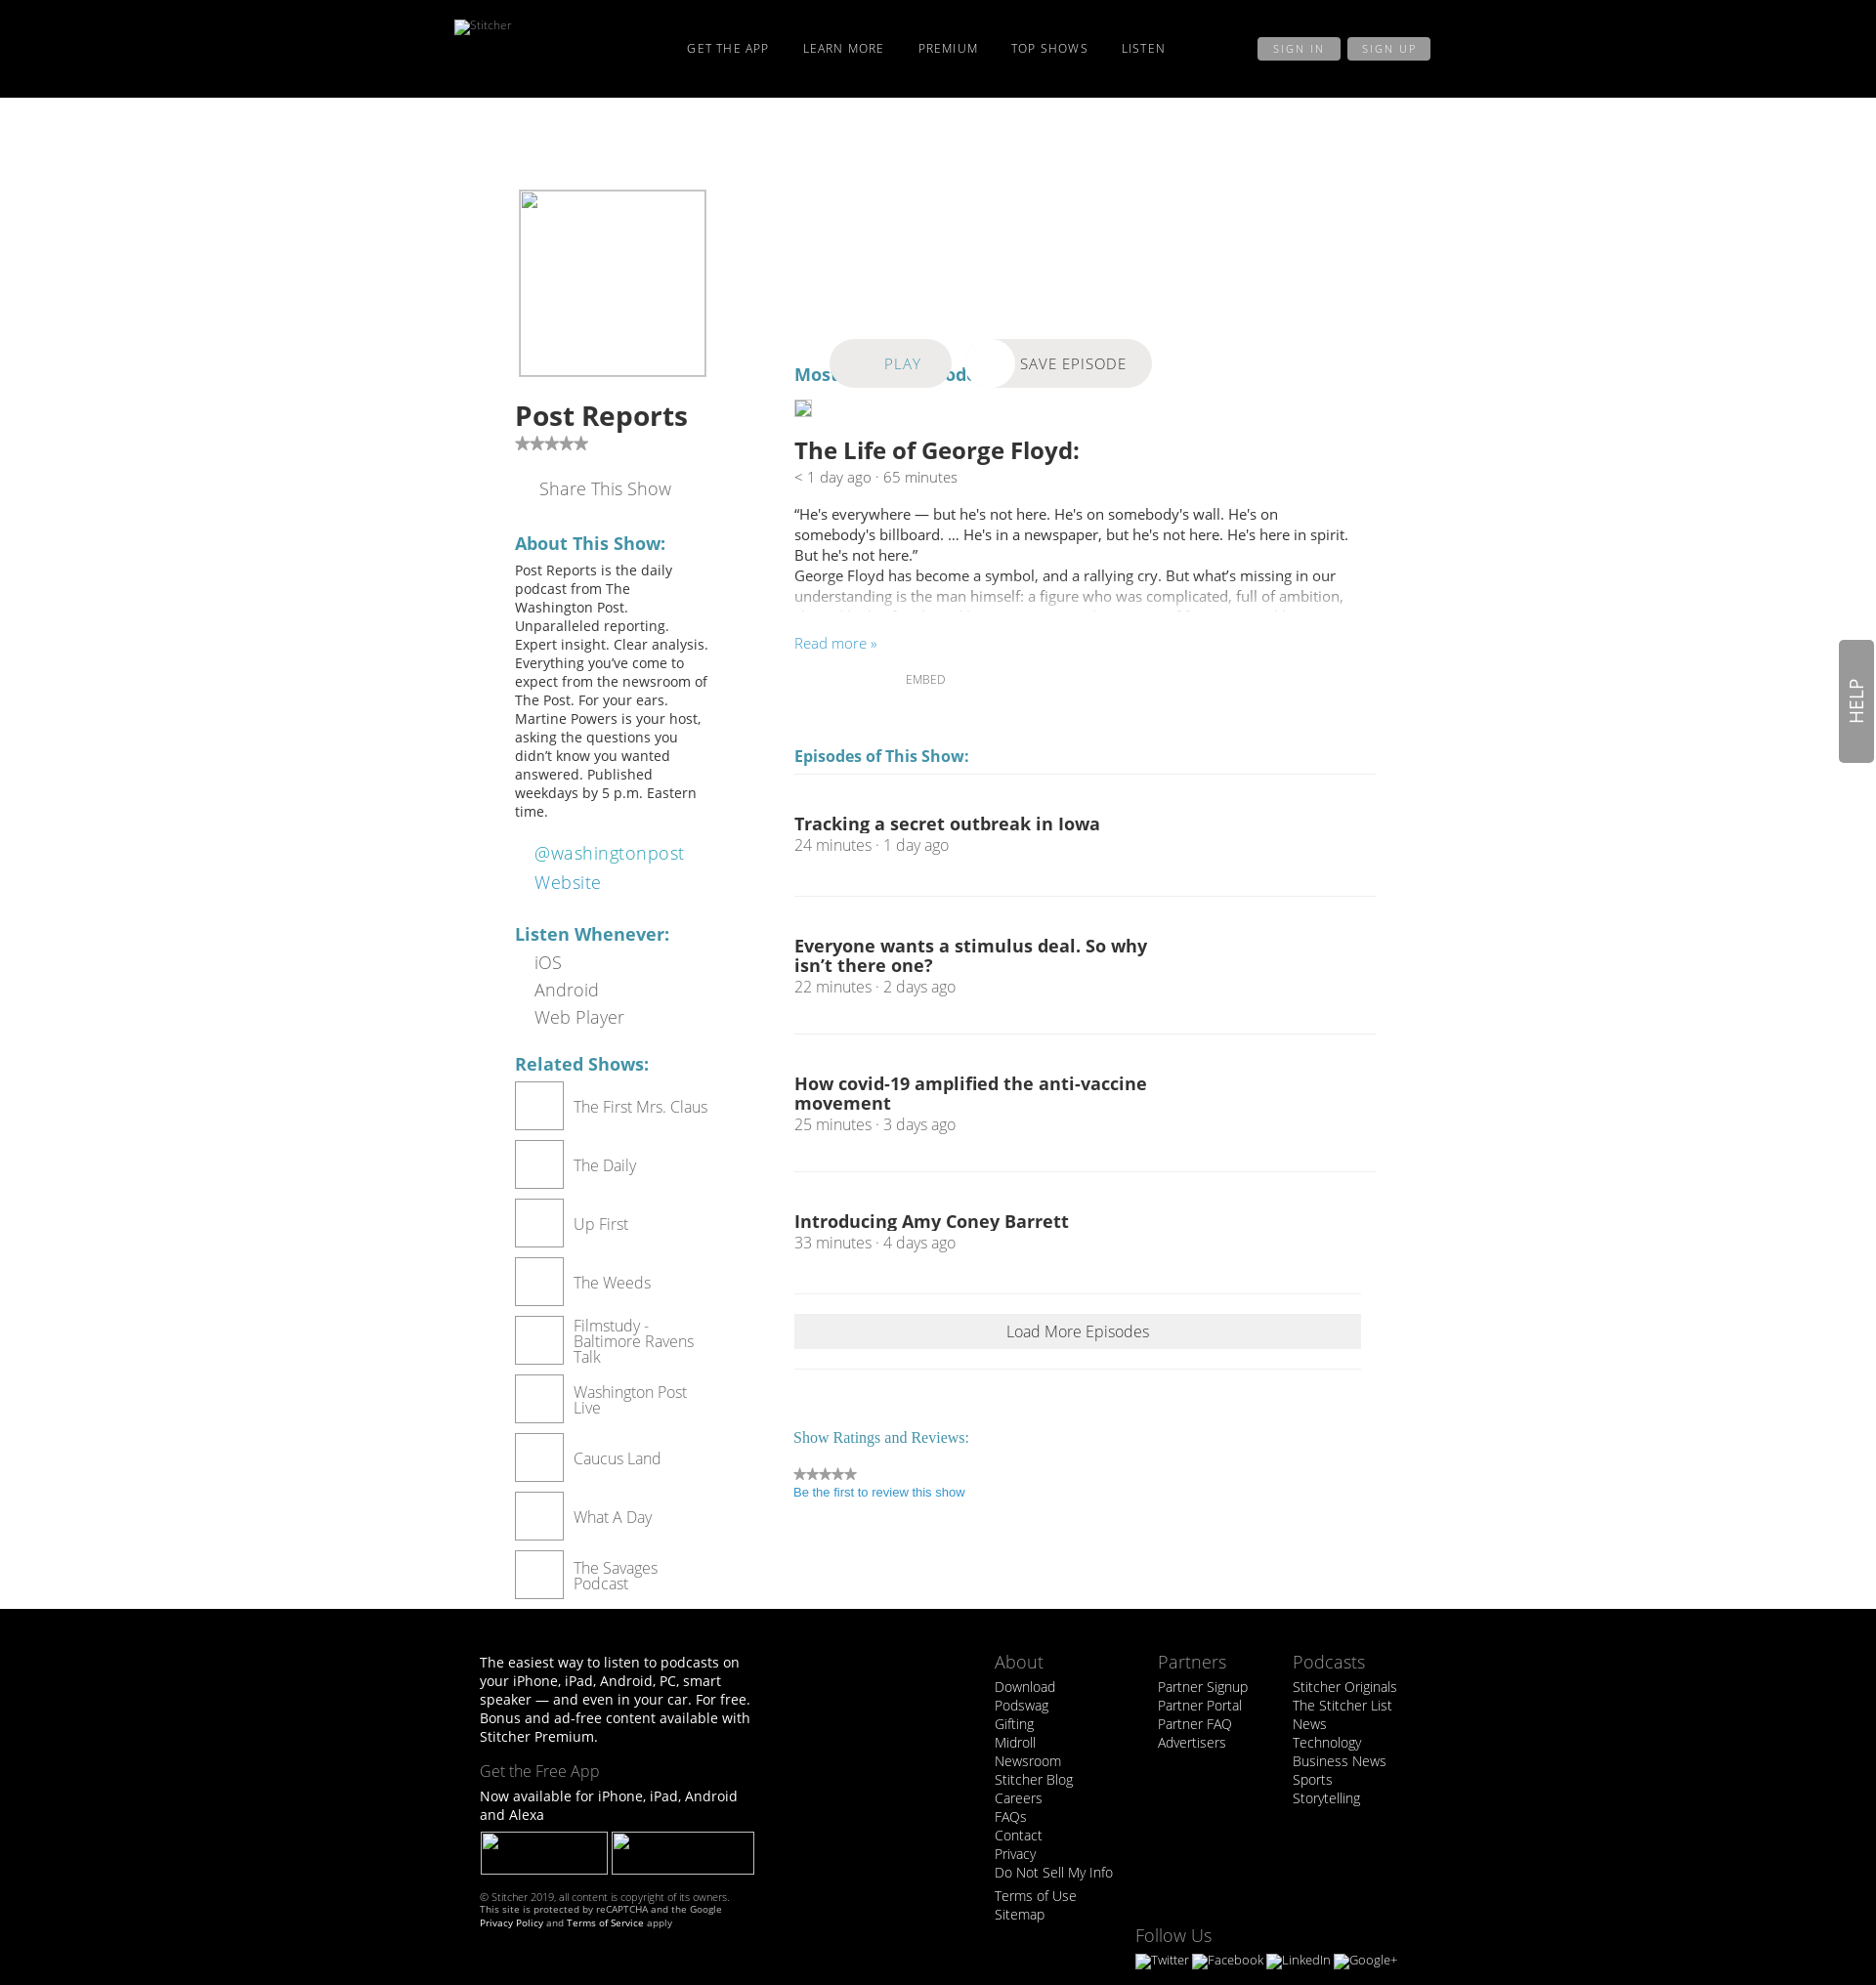 Stitcher
GET THE APP LEARN MORE PREMIUM TOP SHOWS LISTEN SIGN IN SIGN UP
Post Reports
★★★★★
Share This Show
About This Show:
Post Reports is the daily
podcast from The
Washington Post.
Unparalleled reporting.
Expert insight. Clear analysis.
Everything you’ve come to
expect from the newsroom of
The Post. For your ears.
Martine Powers is your host,
asking the questions you
didn’t know you wanted
answered. Published
weekdays by 5 p.m. Eastern
time.
@washingtonpost
Website
Listen Whenever:
iOS
Android
Web Player
Related Shows:
The First Mrs. Claus
The Daily
Up First
The Weeds
Filmstudy -
Baltimore Ravens
Talk
Washington Post
Live
Caucus Land
What A Day
The Savages
Podcast
PLAY
SAVE EPISODE
Most
The Life of George Floyd:
< 1 day ago · 65 minutes
“He's everywhere — but he's not here. He's on somebody's wall. He's on
somebody's billboard. … He's in a newspaper, but he's not here. He's here in spirit.
But he's not here.”
George Floyd has become a symbol, and a rallying cry. But what’s missing in our
understanding is the man himself: a figure who was complicated, full of ambition,
Read more »
EMBED
Episodes of This Show:
Tracking a secret outbreak in Iowa
24 minutes · 1 day ago
Everyone wants a stimulus deal. So why
isn’t there one?
22 minutes · 2 days ago
How covid-19 amplified the anti-vaccine
movement
25 minutes · 3 days ago
Introducing Amy Coney Barrett
33 minutes · 4 days ago
Load More Episodes
Show Ratings and Reviews:
★★★★★
Be the first to review this show
HELP
The easiest way to listen to podcasts on
your iPhone, iPad, Android, PC, smart
speaker — and even in your car. For free.
Bonus and ad-free content available with
Stitcher Premium.
Get the Free App
Now available for iPhone, iPad, Android
and Alexa
© Stitcher 2019, all content is copyright of its owners.
This site is protected by reCAPTCHA and the Google
Privacy Policy and Terms of Service apply
About
Download
Podswag
Gifting
Midroll
Newsroom
Stitcher Blog
Careers
FAQs
Contact
Privacy
Do Not Sell My Info
Terms of Use
Sitemap
Partners
Partner Signup
Partner Portal
Partner FAQ
Advertisers
Podcasts
Stitcher Originals
The Stitcher List
News
Technology
Business News
Sports
Storytelling
Follow Us
Twitter Facebook LinkedIn Google+